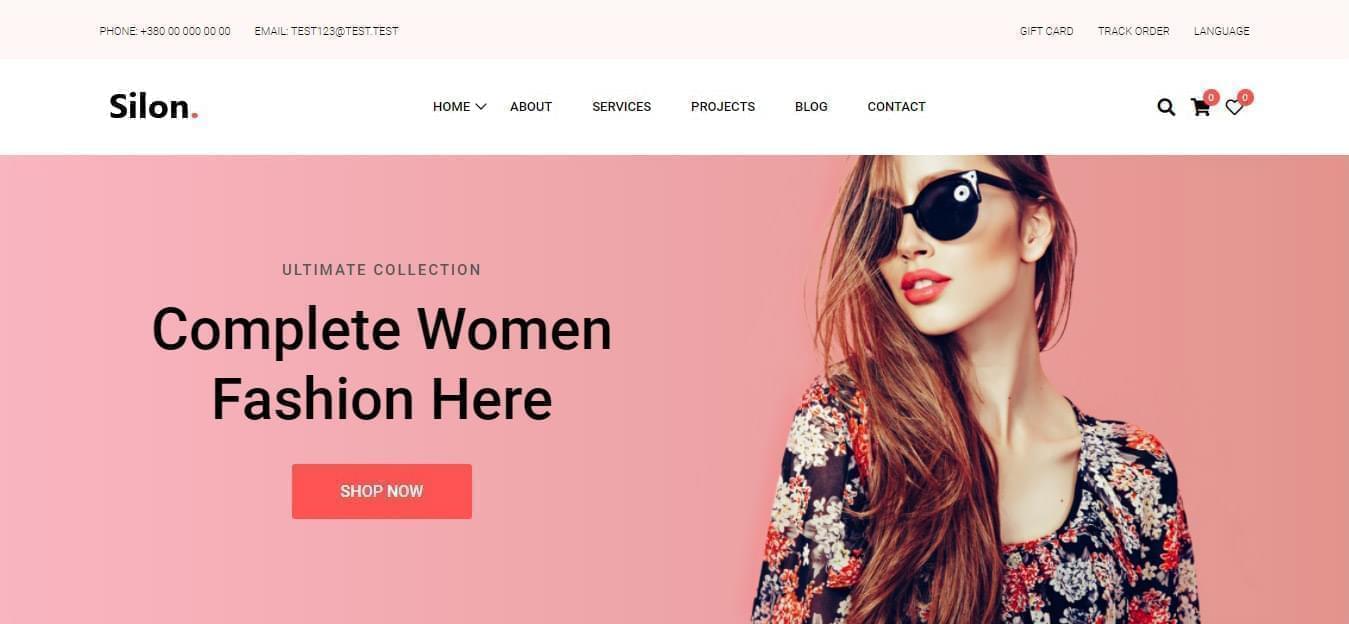 PHONE: +380 00 000 00 00 EMAIL: TEST123@TEST.TEST GIFT CARD TRACK ORDER LANGUAGE
Silon. HOME ABOUT SERVICES PROJECTS BLOG CONTACT 0 0
ULTIMATE COLLECTION
Complete Women
Fashion Here
SHOP NOW